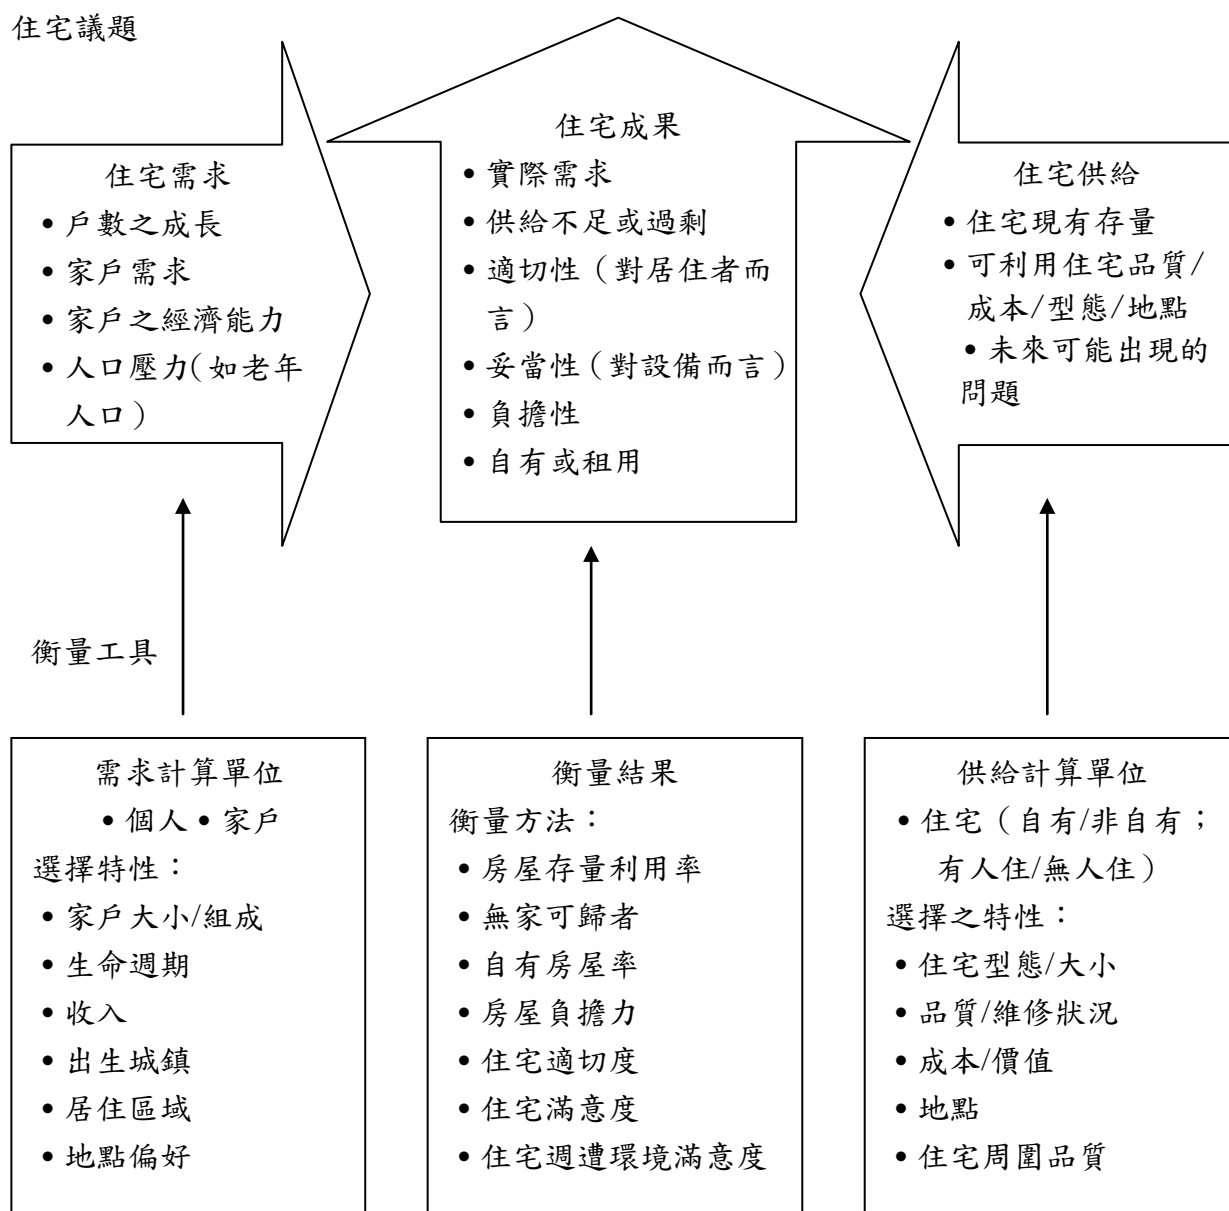 住宅議題
住宅需求
•戶數之成長
•家戶需求
•家戶之經濟能力
•人口壓力(如老年
人口)
住宅成果
•實際需求
•供給不足或過剩
•適切性(對居住者而
言)
•妥當性(對設備而言)
•負擔性
•自有或租用
住宅供給
•住宅現有存量
•可利用住宅品質/
成本/型態/地點
•未來可能出現的
問題
衡量工具
需求計算單位
•個人•家戶
選擇特性：
•家戶大小/組成
•生命週期
•收入
•出生城鎮
•居住區域
•地點偏好
衡量結果
衡量方法：
•房屋存量利用率
•無家可歸者
•自有房屋率
•房屋負擔力
•住宅適切度
•住宅滿意度
•住宅週遭環境滿意度
供給計算單位
•住宅（自有/非自有；
有人住/無人住）
選擇之特性：
•住宅型態/大小
•品質/維修狀況
•成本/價值
•地點
•住宅周圍品質